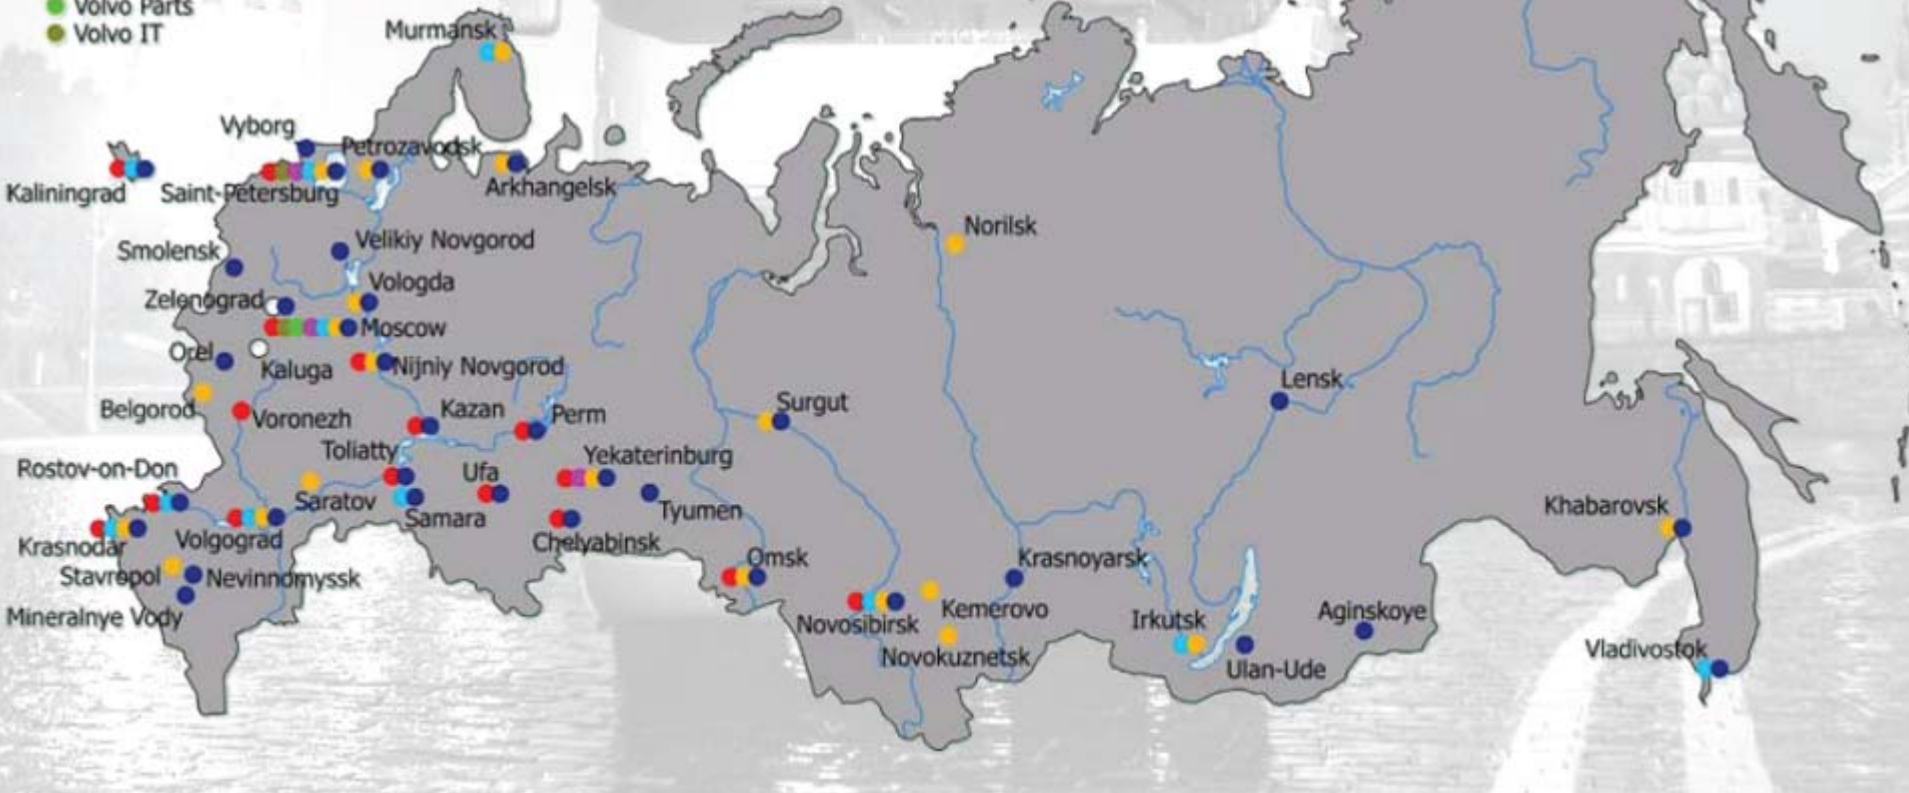 Volvo Parts
Volvo IT
Murmansk
Vyborg
Petrozavodsk
Kaliningrad
Saint-Petersburg
Arkhangelsk
Norilsk
Smolensk
Velikiy Novgorod
Vologda
Zelenograd
Moscow
Orel
Kaluga
Nijniy Novgorod
Lensk
Belgorod
Voronezh
Kazan
Perm
Surgut
Toliatty
Yekaterinburg
Rostov-on-Don
Ufa
Saratov
Samara
Tyumen
Khabarovsk
Krasnodar
Volgograd
Chelyabinsk
Omsk
Krasnoyarsk
Stavropol
Nevinnomyssk
Mineralnye Vody
Novosibirsk
Kemerovo
Irkutsk
Aginskoye
Novokuznetsk
Ulan-Ude
Vladivostok